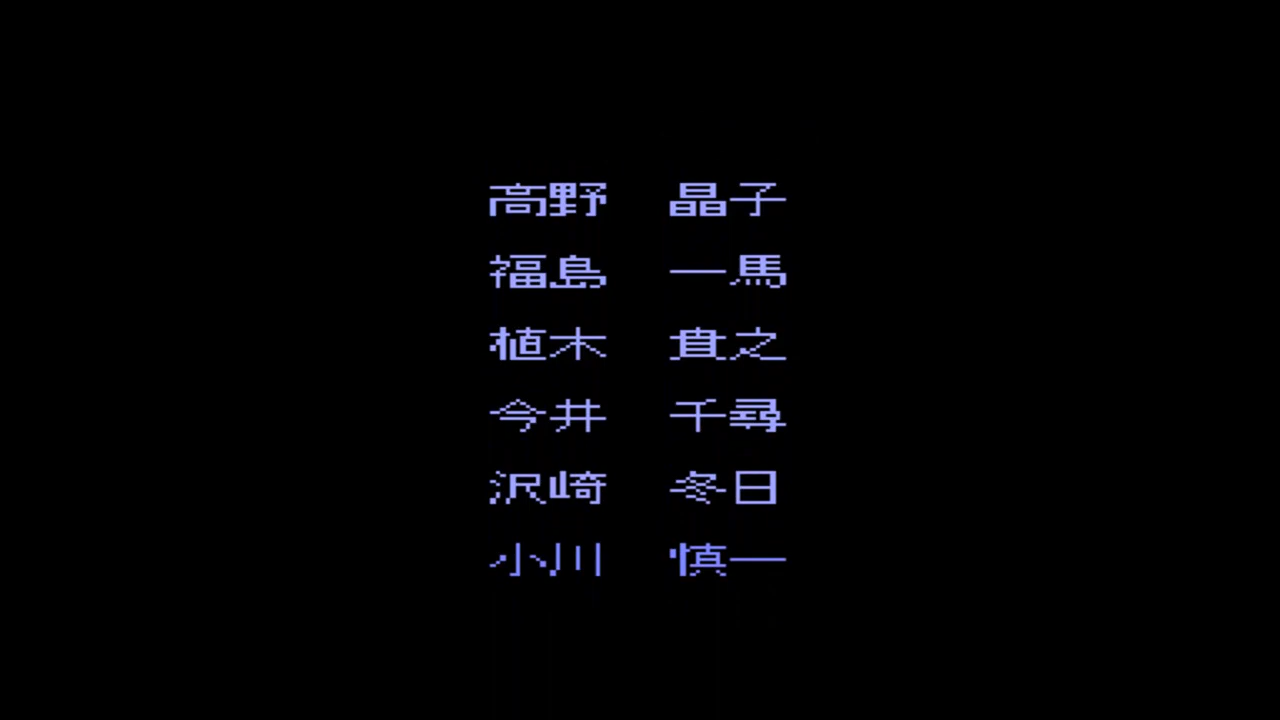 高野　晶子
福島　一馬
植木　貴之
今井　千尋
沢崎　冬日
小川　慎一